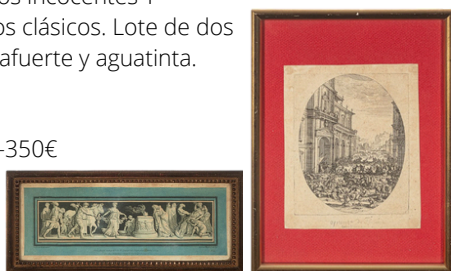 os Inocentes Y
os clásicos. Lote de dos
afuerte y aguatinta.
-350€